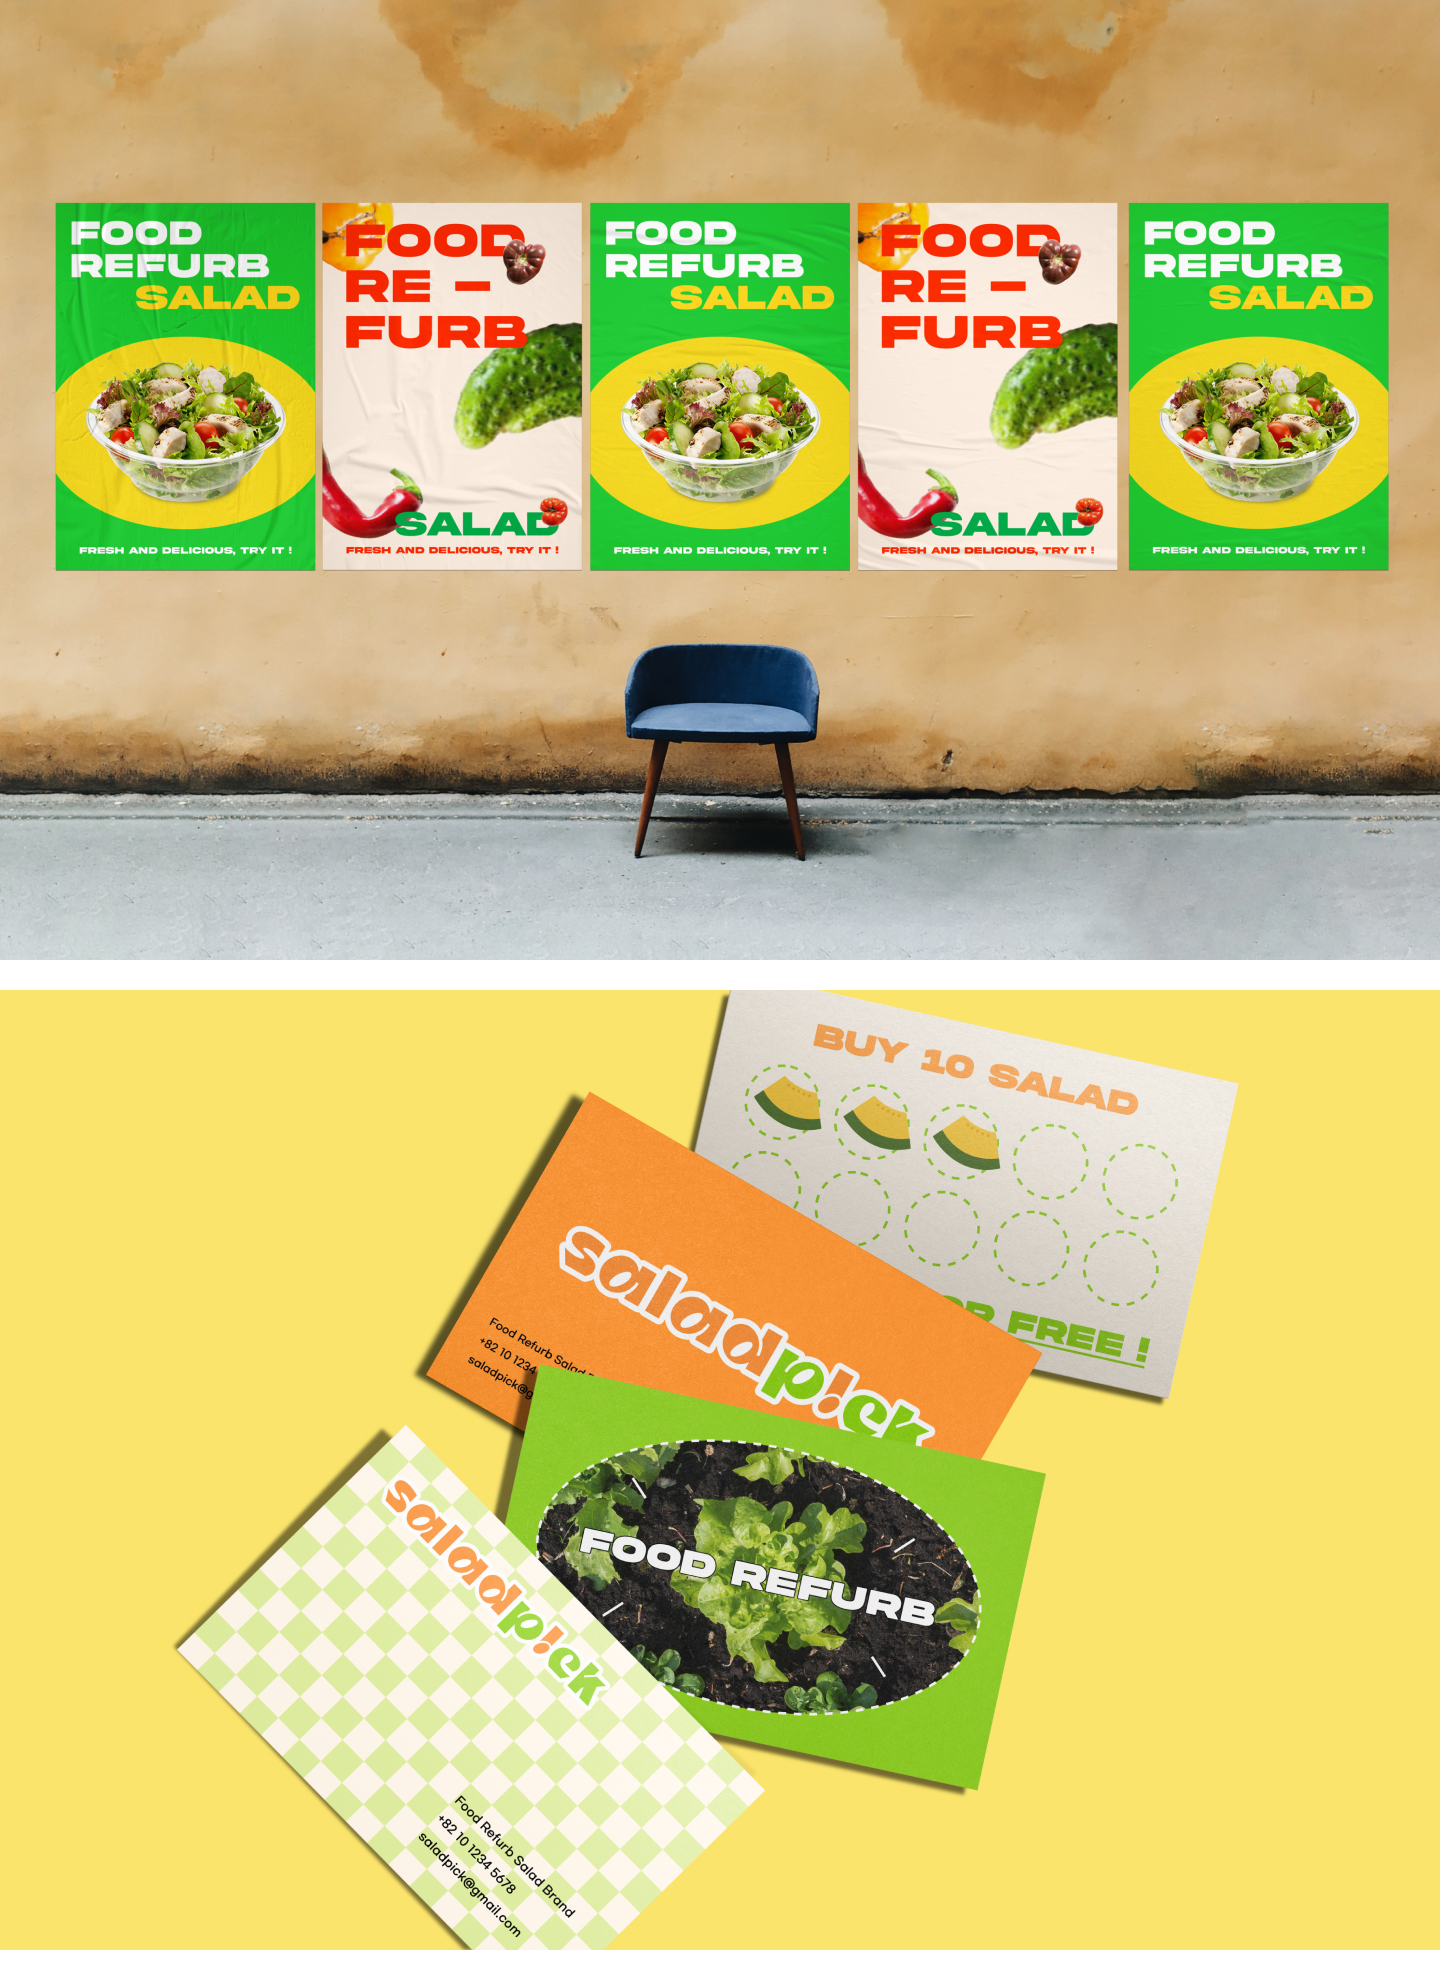 FOOD
REFURB
SALAD
FRESH AND DELICIOUS, TRY IT !
FOOD
RE –
FURB
SALAD
FRESH AND DELICIOUS, TRY IT !
FOOD
REFURB
SALAD
FRESH AND DELICIOUS, TRY IT !
FOOD
RE –
FURB
SALAD
FRESH AND DELICIOUS, TRY IT !
FOOD
REFURB
SALAD
FRESH AND DELICIOUS, TRY IT !
BUY 10 SALAD
FREE !
saladp!ck
Food Refurb Salad
+82 10 1234
FOOD REFURB
saladp!ck
Food Refurb Salad Brand
+82 10 1234 5678
saladpick@gmail.com